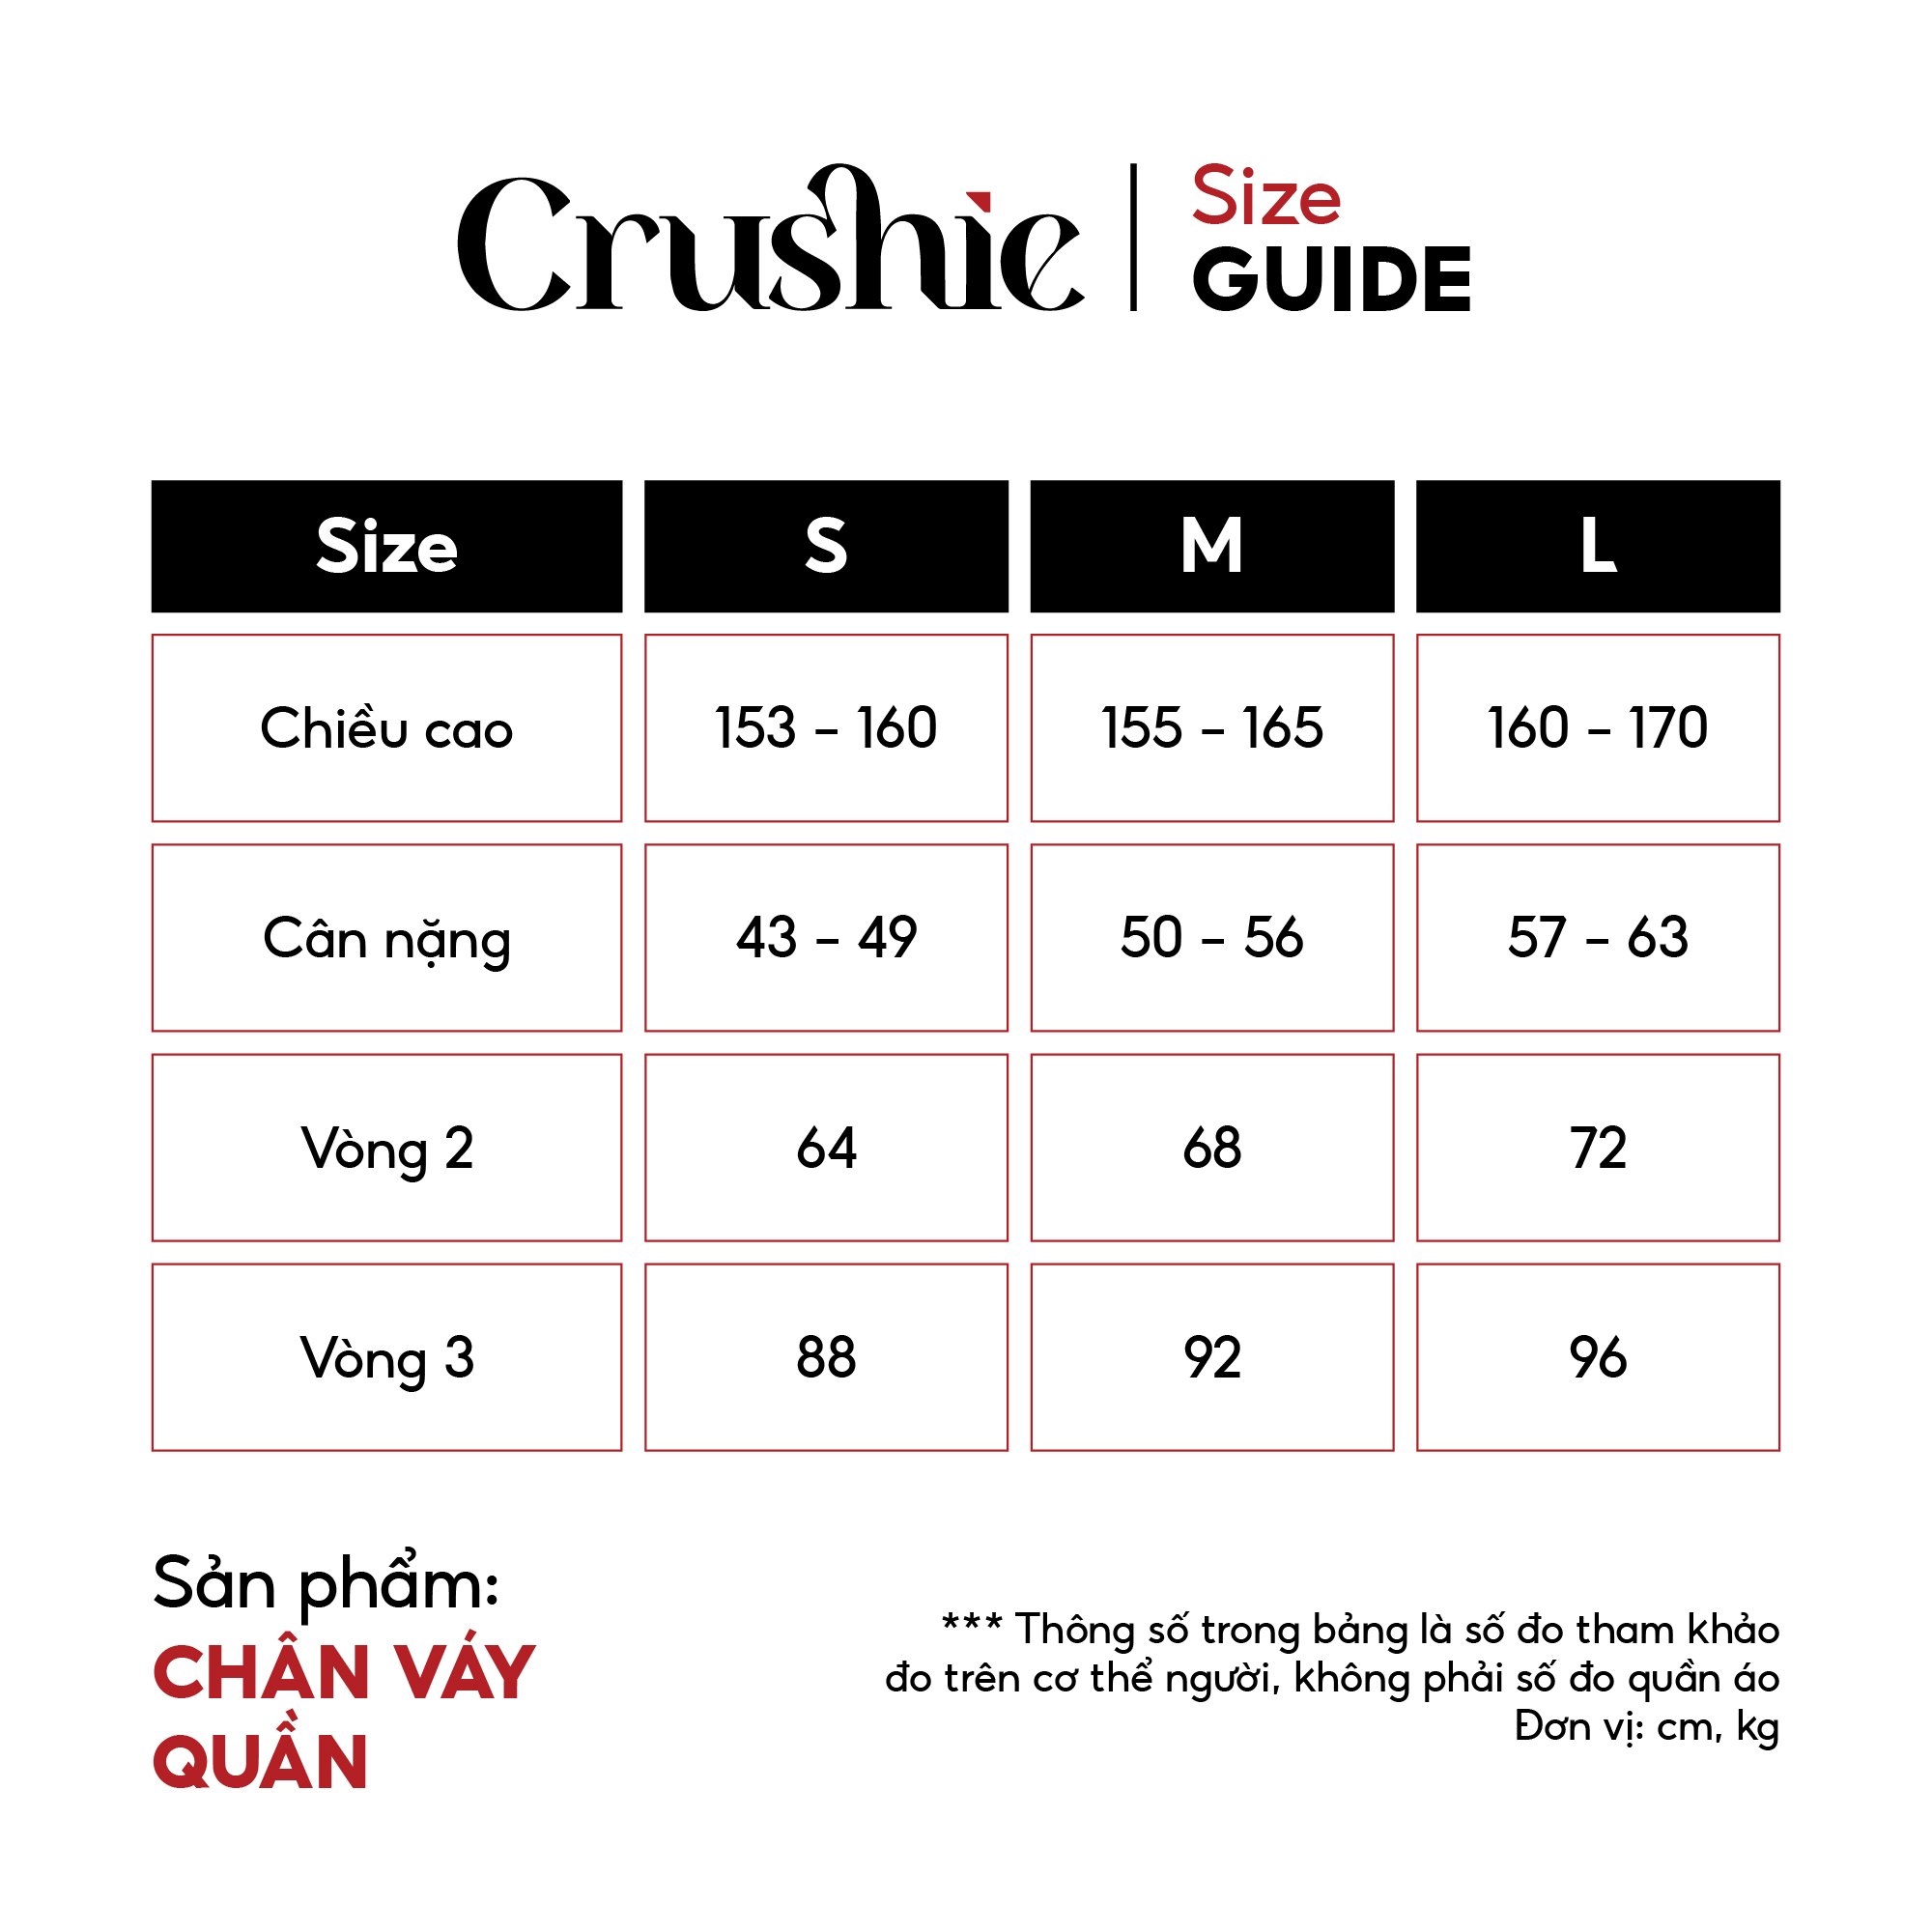 Crushie
Size
GUIDE
Size S M L
Chiều cao 153 - 160 155 - 165 160 - 170
Cân nặng 43 - 49 50 - 56 57 - 63
Vòng 2 64 68 72
Vòng 3 88 92 96
Sản phẩm:
CHÂN VÁY
QUẦN
*** Thông số trong bảng là số đo tham khảo
đo trên cơ thể người, không phải số đo quần áo
Đơn vị: cm, kg